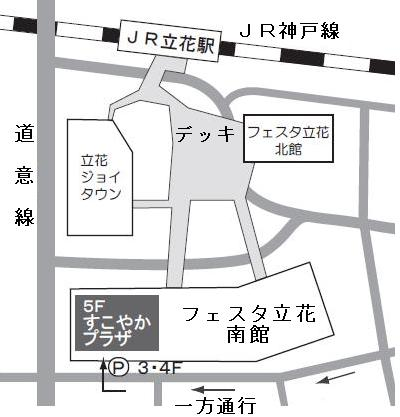 JR立花駅
JR神戸線
道意線
デッキ
フェスタ立花
北館
立花
ジョイ
タウン
5F
すこやか
プラザ
フェスタ立花
南館
P 3・4F
一方通行